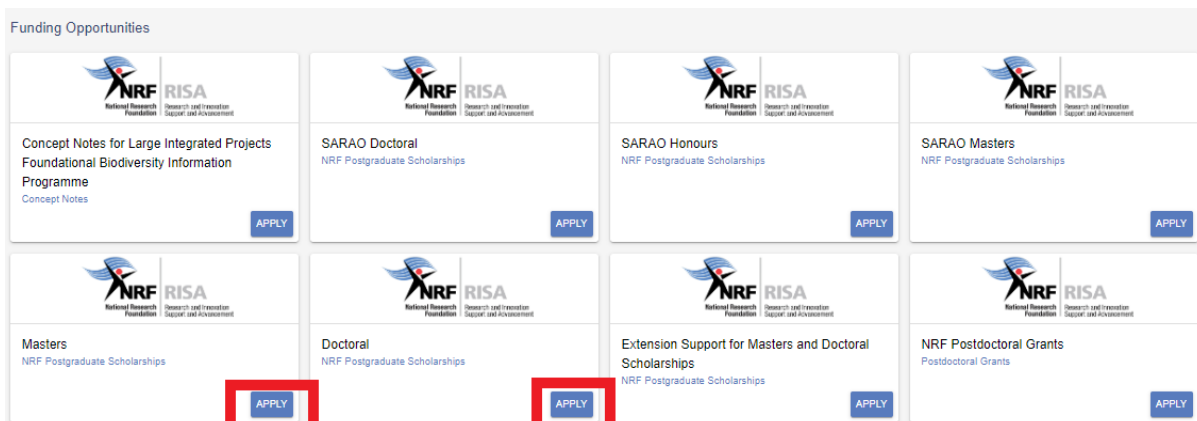 Funding Opportunities
NRF RISA
National Research Foundation Research and Innovation Support and Advancement
Concept Notes for Large Integrated Projects
Foundational Biodiversity Information
Programme
Concept Notes
APPLY
NRF RISA
National Research Foundation Research and Innovation Support and Advancement
SARAO Doctoral
NRF Postgraduate Scholarships
APPLY
NRF RISA
National Research Foundation Research and Innovation Support and Advancement
SARAO Honours
NRF Postgraduate Scholarships
APPLY
NRF RISA
National Research Foundation Research and Innovation Support and Advancement
SARAO Masters
NRF Postgraduate Scholarships
APPLY
NRF RISA
National Research Foundation Research and Innovation Support and Advancement
Masters
NRF Postgraduate Scholarships
APPLY
NRF RISA
National Research Foundation Research and Innovation Support and Advancement
Doctoral
NRF Postgraduate Scholarships
APPLY
NRF RISA
National Research Foundation Research and Innovation Support and Advancement
Extension Support for Masters and Doctoral
Scholarships
NRF Postgraduate Scholarships
APPLY
NRF RISA
National Research Foundation Research and Innovation Support and Advancement
NRF Postdoctoral Grants
Postdoctoral Grants
APPLY